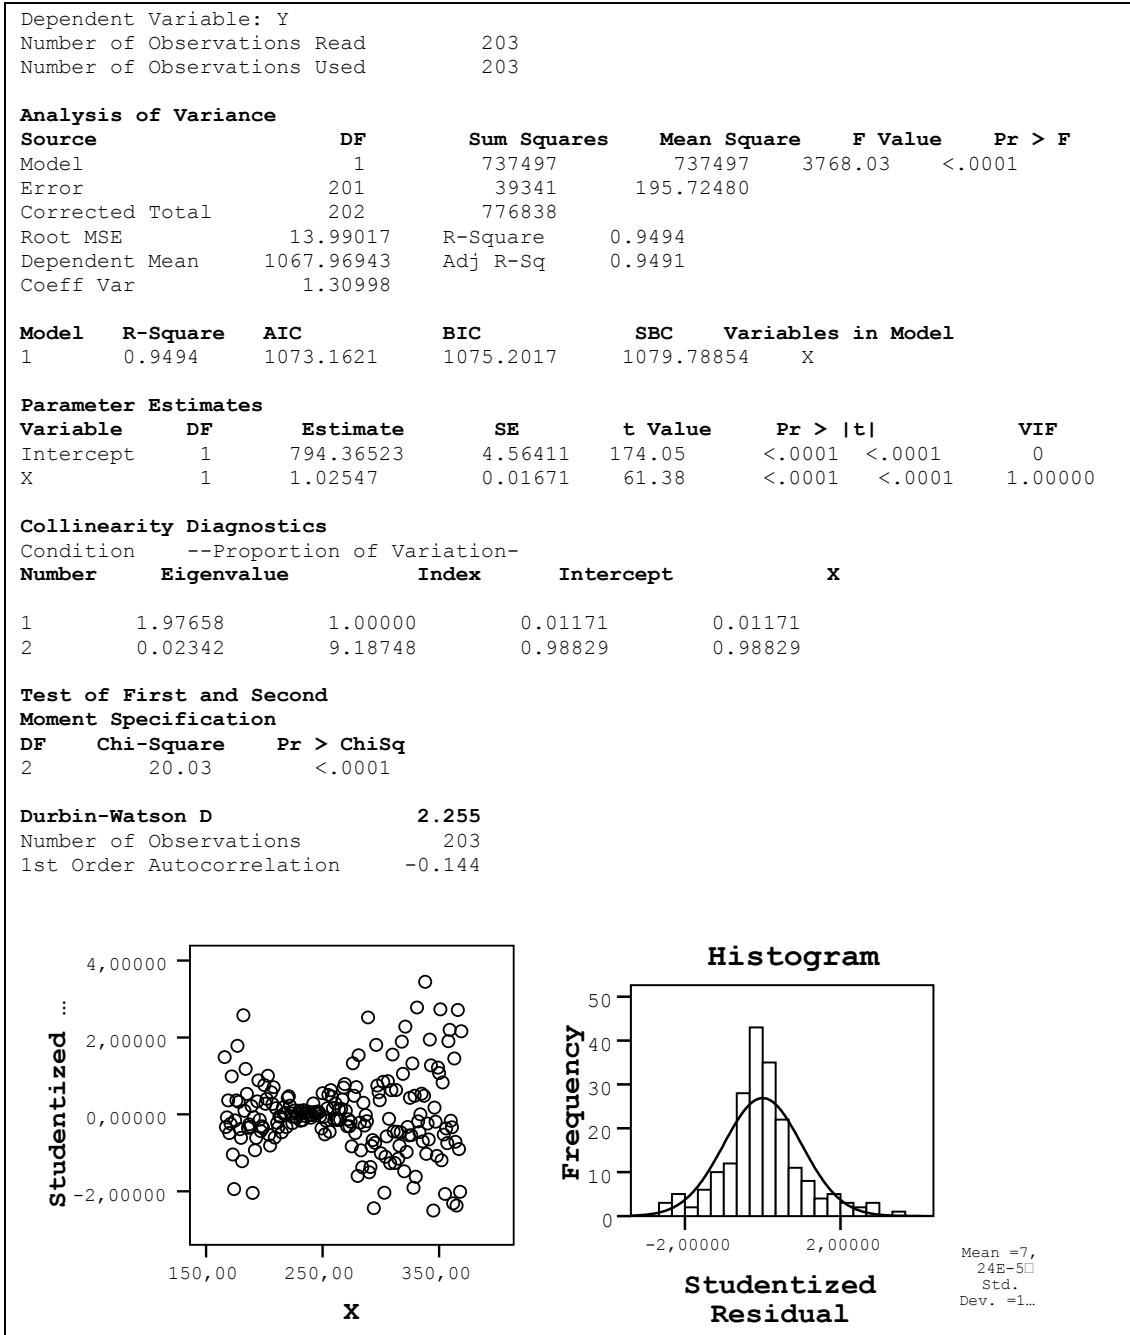 Dependent Variable: Y
Number of Observations Read 203
Number of Observations Used 203
Analysis of Variance
Source DF Sum Squares Mean Square F Value Pr > F
Model 1 737497 737497 3768.03 <.0001
Error 201 39341 195.72480
Corrected Total 202 776838
Root MSE 13.99017 R-Square 0.9494
Dependent Mean 1067.96943 Adj R-Sq 0.9491
Coeff Var 1.30998
Model R-Square AIC BIC SBC Variables in Model
1 0.9494 1073.1621 1075.2017 1079.78854 X
Parameter Estimates
Variable DF Estimate SE t Value Pr > |t| VIF
Intercept 1 794.36523 4.56411 174.05 <.0001 <.0001 0
X 1 1.02547 0.01671 61.38 <.0001 <.0001 1.00000
Collinearity Diagnostics
Condition --Proportion of Variation-
Number Eigenvalue Index Intercept X
1 1.97658 1.00000 0.01171 0.01171
2 0.02342 9.18748 0.98829 0.98829
Test of First and Second
Moment Specification
DF Chi-Square Pr > ChiSq
2 20.03 <.0001
Durbin-Watson D 2.255
Number of Observations 203
1st Order Autocorrelation -0.144
Studentized …
4,00000
2,00000
0,00000
-2,00000
150,00 250,00 350,00
X
Histogram
Frequency
50
40
30
20
10
0
-2,00000 2,00000
Studentized
Residual
Mean =7,
24E-5□
Std.
Dev. =1…